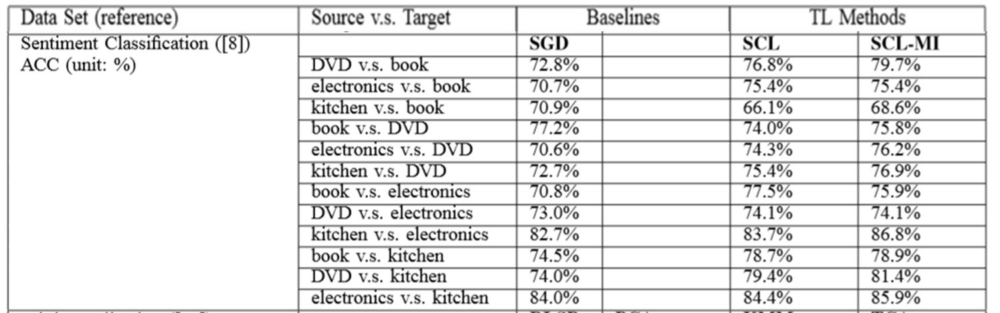 Data Set (reference) Source v.s. Target Baselines TL Methods
Sentiment Classification ([8]) SGD SCL SCL-MI
ACC (unit: %) DVD v.s. book 72.8% 76.8% 79.7%
electronics v.s. book 70.7% 75.4% 75.4%
kitchen v.s. book 70.9% 66.1% 68.6%
book v.s. DVD 77.2% 74.0% 75.8%
electronics v.s. DVD 70.6% 74.3% 76.2%
kitchen v.s. DVD 72.7% 75.4% 76.9%
book v.s. electronics 70.8% 77.5% 75.9%
DVD v.s. electronics 73.0% 74.1% 74.1%
kitchen v.s. electronics 82.7% 83.7% 86.8%
book v.s. kitchen 74.5% 78.7% 78.9%
DVD v.s. kitchen 74.0% 79.4% 81.4%
electronics v.s. kitchen 84.0% 84.4% 85.9%